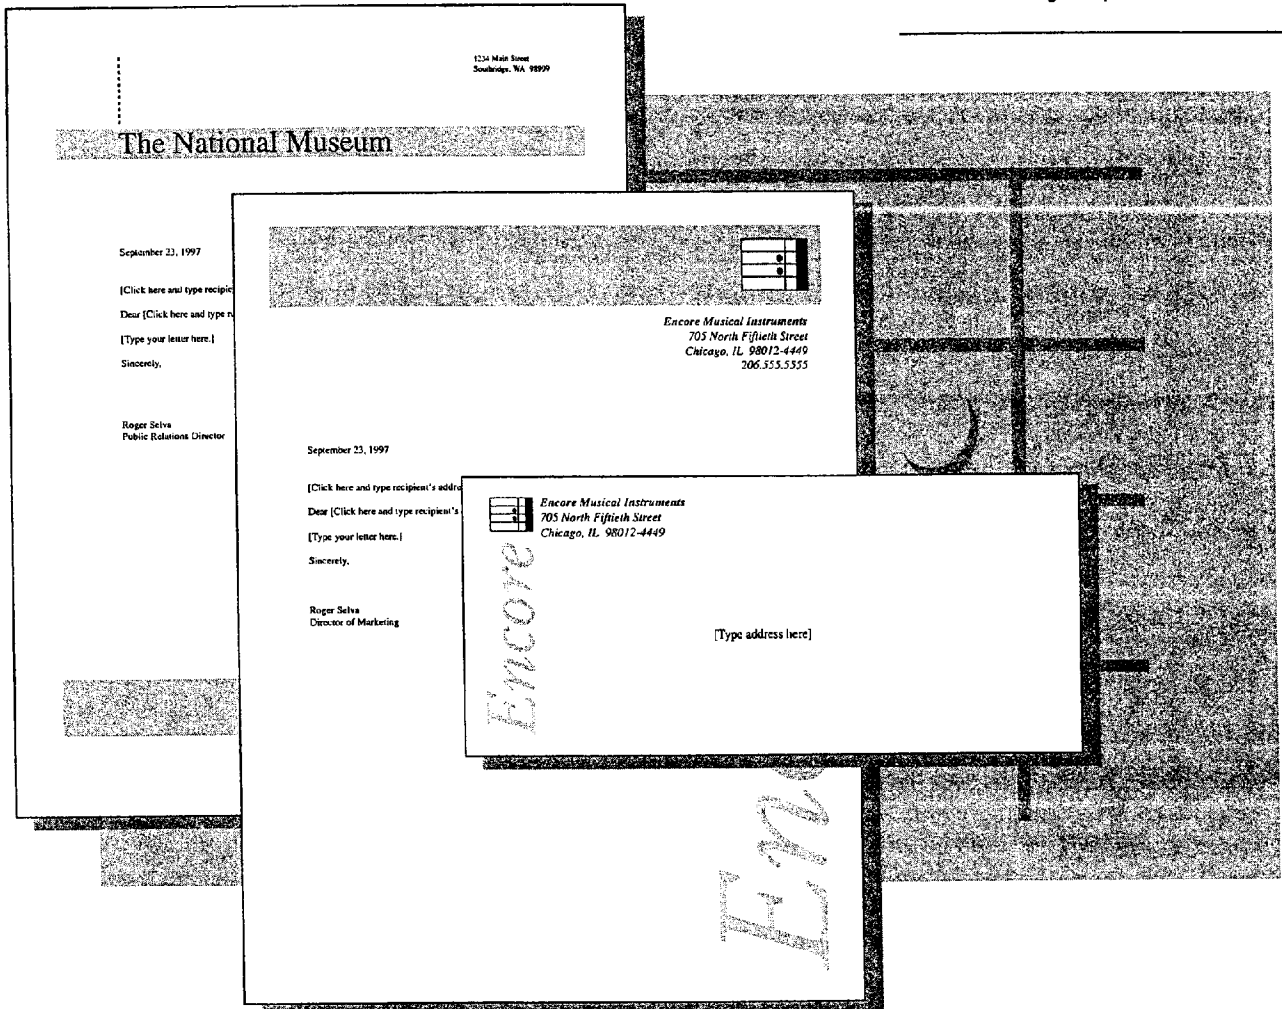 1234 Main Street
Southridge, WA 98999
The National Museum
September 23, 1997
[Click here and type recipie
Dear [Click here and type r
[Type your letter here.]
Sincerely,
Roger Selva
Public Relations Director
Encore Musical Instruments
705 North Fiftieth Street
Chicago, IL 98012-4449
206.555.5555
September 23, 1997
[Click here and type recipient's addre
Dear [Click here and type recipient's
[Type your letter here.]
Sincerely,
Roger Selva
Director of Marketing
Enc
Encore Musical Instruments
705 North Fiftieth Street
Chicago, IL 98012-4449
Encore
[Type address here]